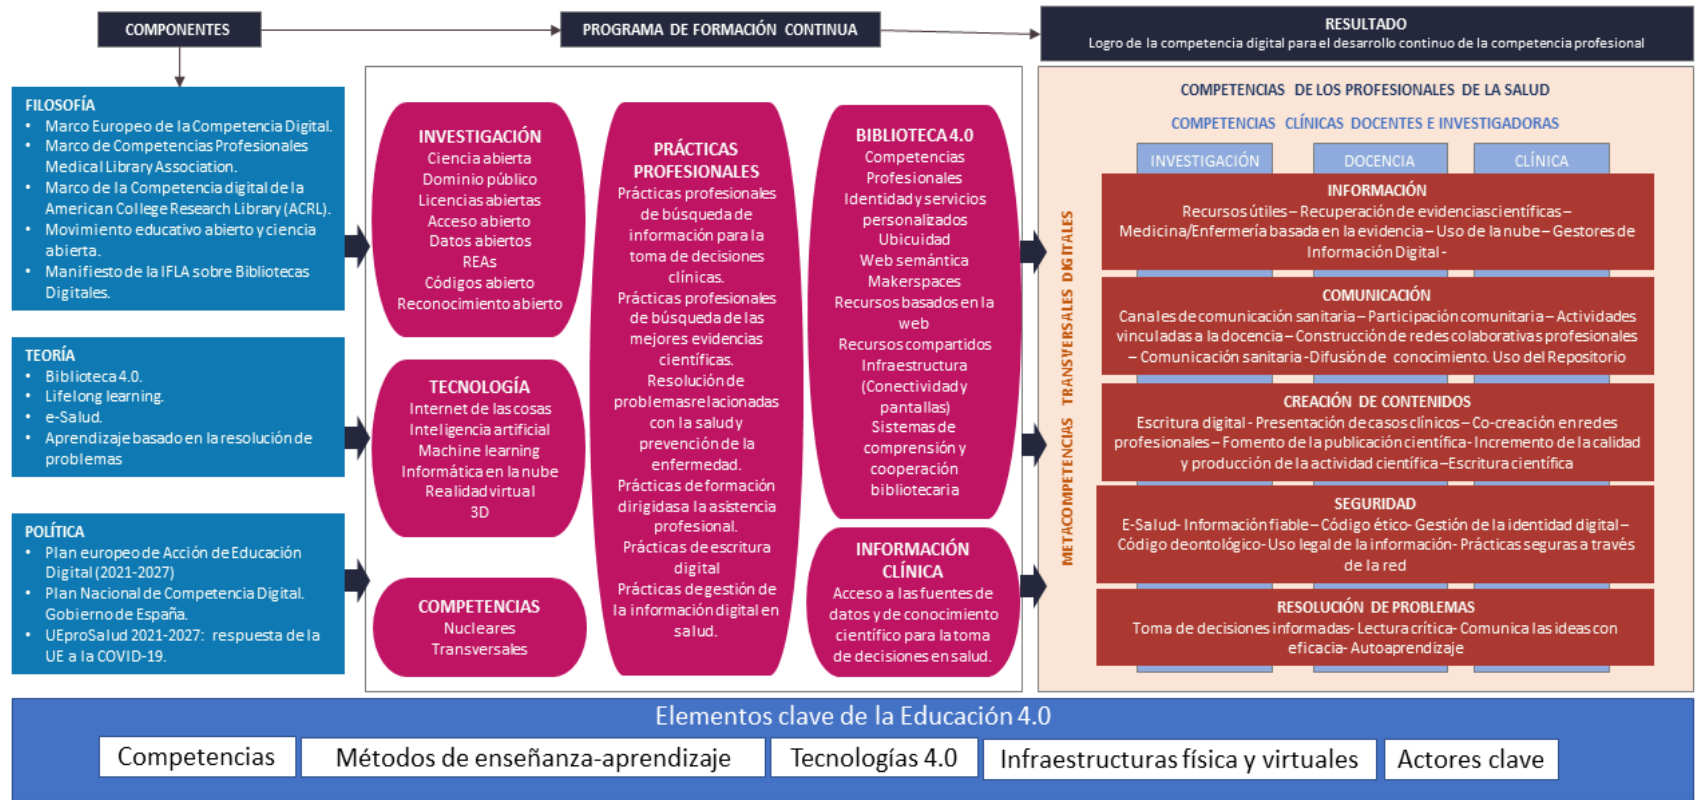 COMPONENTES
PROGRAMA DE FORMACIÓN CONTINUA
RESULTADO
Logro de la competencia digital para el desarrollo continuo de la competencia profesional
FILOSOFÍA
• Marco Europeo de la Competencia Digital.
• Marco de Competencias Profesionales
Medical Library Association.
• Marco de la Competencia digital de la
American College Research Library (ACRL).
• Movimiento educativo abierto y ciencia
abierta.
• Manifiesto de la IFLA sobre Bibliotecas
Digitales.
TEORÍA
• Biblioteca 4.0.
• Lifelong learning.
• e-Salud.
• Aprendizaje basado en la resolución de
problemas
POLÍTICA
• Plan europeo de Acción de Educación
Digital (2021-2027)
• Plan Nacional de Competencia Digital.
Gobierno de España.
• UEproSalud 2021-2027: respuesta de la
UE a la COVID-19.
INVESTIGACIÓN
Ciencia abierta
Dominio público
Licencias abiertas
Acceso abierto
Datos abiertos
REAs
Códigos abierto
Reconocimiento abierto
TECNOLOGÍA
Internet de las cosas
Inteligencia artificial
Machine learning
Informática en la nube
Realidad virtual
3D
COMPETENCIAS
Nucleares
Transversales
PRÁCTICAS
PROFESIONALES
Prácticas profesionales
de búsqueda de
información para la
toma de decisiones
clínicas.
Prácticas profesionales
de búsqueda de las
mejores evidencias
científicas.
Resolución de
problemas relacionadas
con la salud y
prevención de la
enfermedad.
Prácticas de formación
dirigidas a la asistencia
profesional.
Prácticas de escritura
digital
Prácticas de gestión de
la información digital en
salud.
BIBLIOTECA 4.0
Competencias
Profesionales
Identidad y servicios
personalizados
Ubicuidad
Web semántica
Makerspaces
Recursos basados en la
web
Recursos compartidos
Infraestructura
(Conectividad y
pantallas)
Sistemas de
comprensión y
cooperación
bibliotecaria
INFORMACIÓN
CLÍNICA
Acceso a las fuentes de
datos y de conocimiento
científico para la toma
de decisiones en salud.
COMPETENCIAS DE LOS PROFESIONALES DE LA SALUD
COMPETENCIAS CLÍNICAS DOCENTES E INVESTIGADORAS
INVESTIGACIÓN
DOCENCIA
CLÍNICA
METACOMPETENCIAS TRANSVERSALES DIGITALES
INFORMACIÓN
Recursos útiles – Recuperación de evidencias científicas –
Medicina/Enfermería basada en la evidencia – Uso de la nube – Gestores de
Información Digital -
COMUNICACIÓN
Canales de comunicación sanitaria – Participación comunitaria – Actividades
vinculadas a la docencia – Construcción de redes colaborativas profesionales
– Comunicación sanitaria -Difusión de conocimiento. Uso del Repositorio
CREACIÓN DE CONTENIDOS
Escritura digital - Presentación de casos clínicos – Co-creación en redes
profesionales – Fomento de la publicación científica- Incremento de la calidad
y producción de la actividad científica – Escritura científica
SEGURIDAD
E-Salud- Información fiable – Código ético- Gestión de la identidad digital –
Código deontológico- Uso legal de la información- Prácticas seguras a través
de la red
RESOLUCIÓN DE PROBLEMAS
Toma de decisiones informadas- Lectura crítica- Comunica las ideas con
eficacia- Autoaprendizaje
Elementos clave de la Educación 4.0
Competencias
Métodos de enseñanza-aprendizaje
Tecnologías 4.0
Infraestructuras física y virtuales
Actores clave